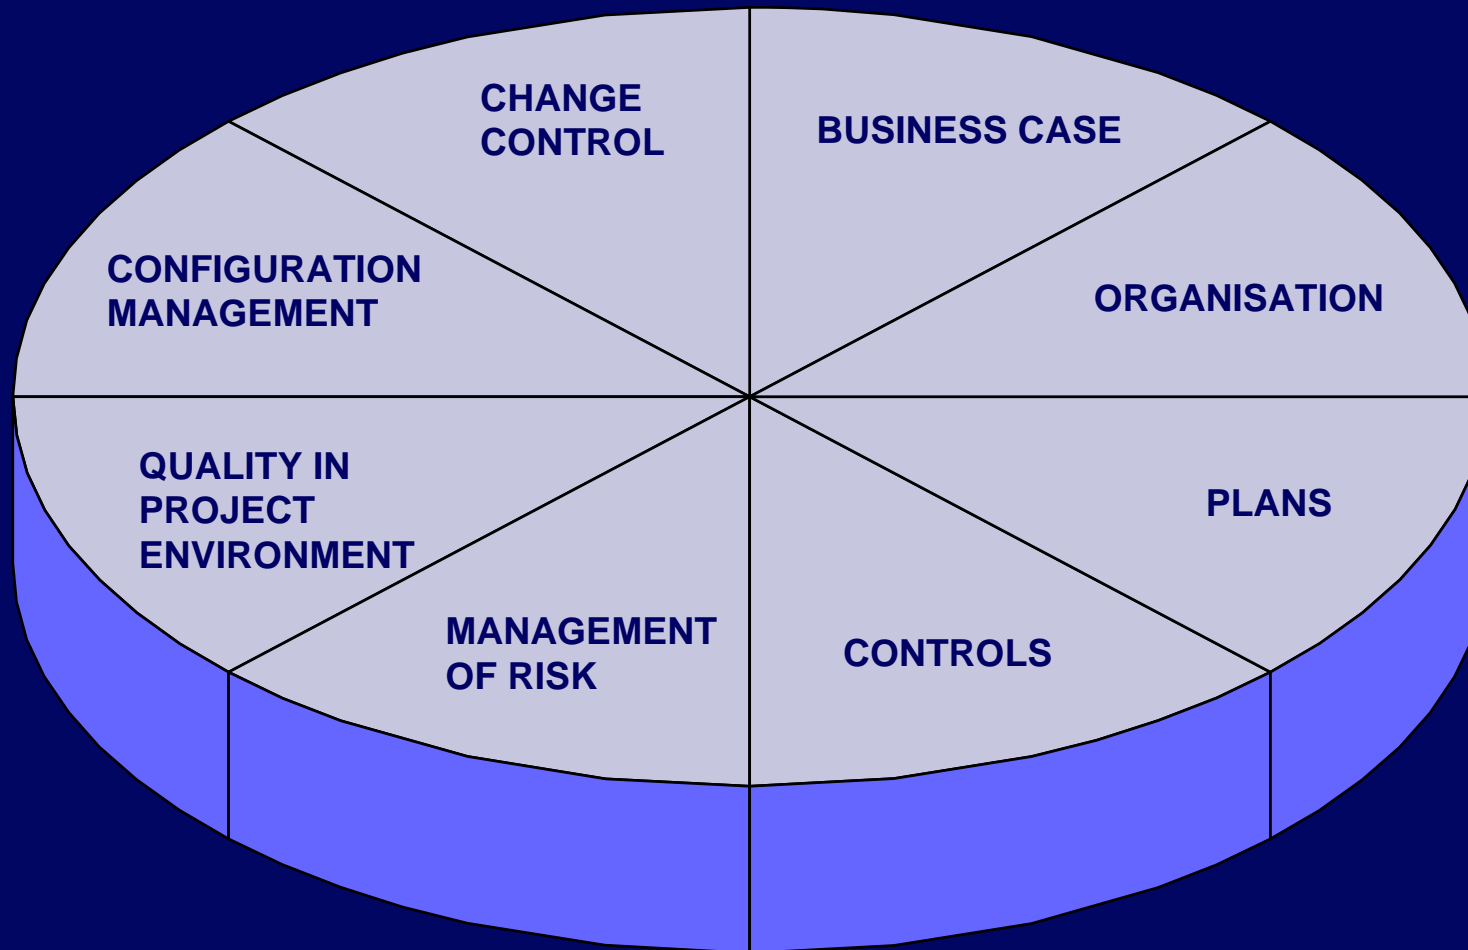 CHANGE
CONTROL
BUSINESS CASE
CONFIGURATION
MANAGEMENT
ORGANISATION
QUALITY IN
PROJECT
ENVIRONMENT
PLANS
MANAGEMENT
OF RISK
CONTROLS